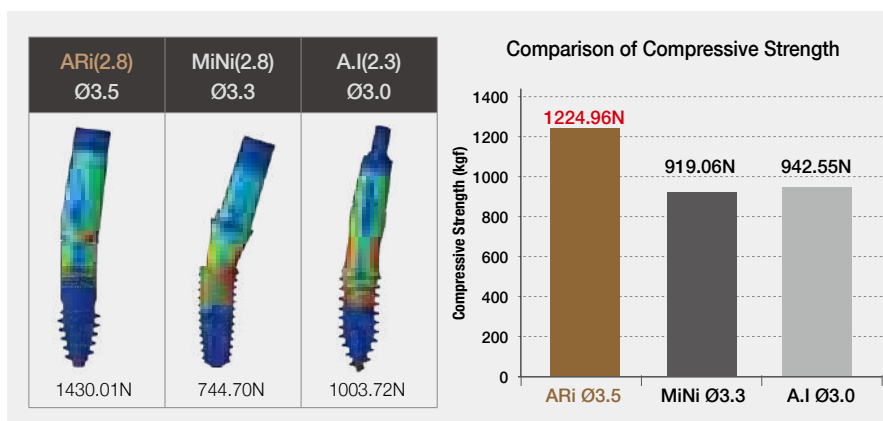 ARi(2.8)
Ø3.5
MiNi(2.8)
Ø3.3
A.I(2.3)
Ø3.0
1430.01N
744.70N
1003.72N
Comparison of Compressive Strength
Compressive Strength (kgf)
1400
1200
1000
800
600
400
200
0
1224.96N
919.06N
942.55N
ARi Ø3.5
MiNi Ø3.3
A.I Ø3.0